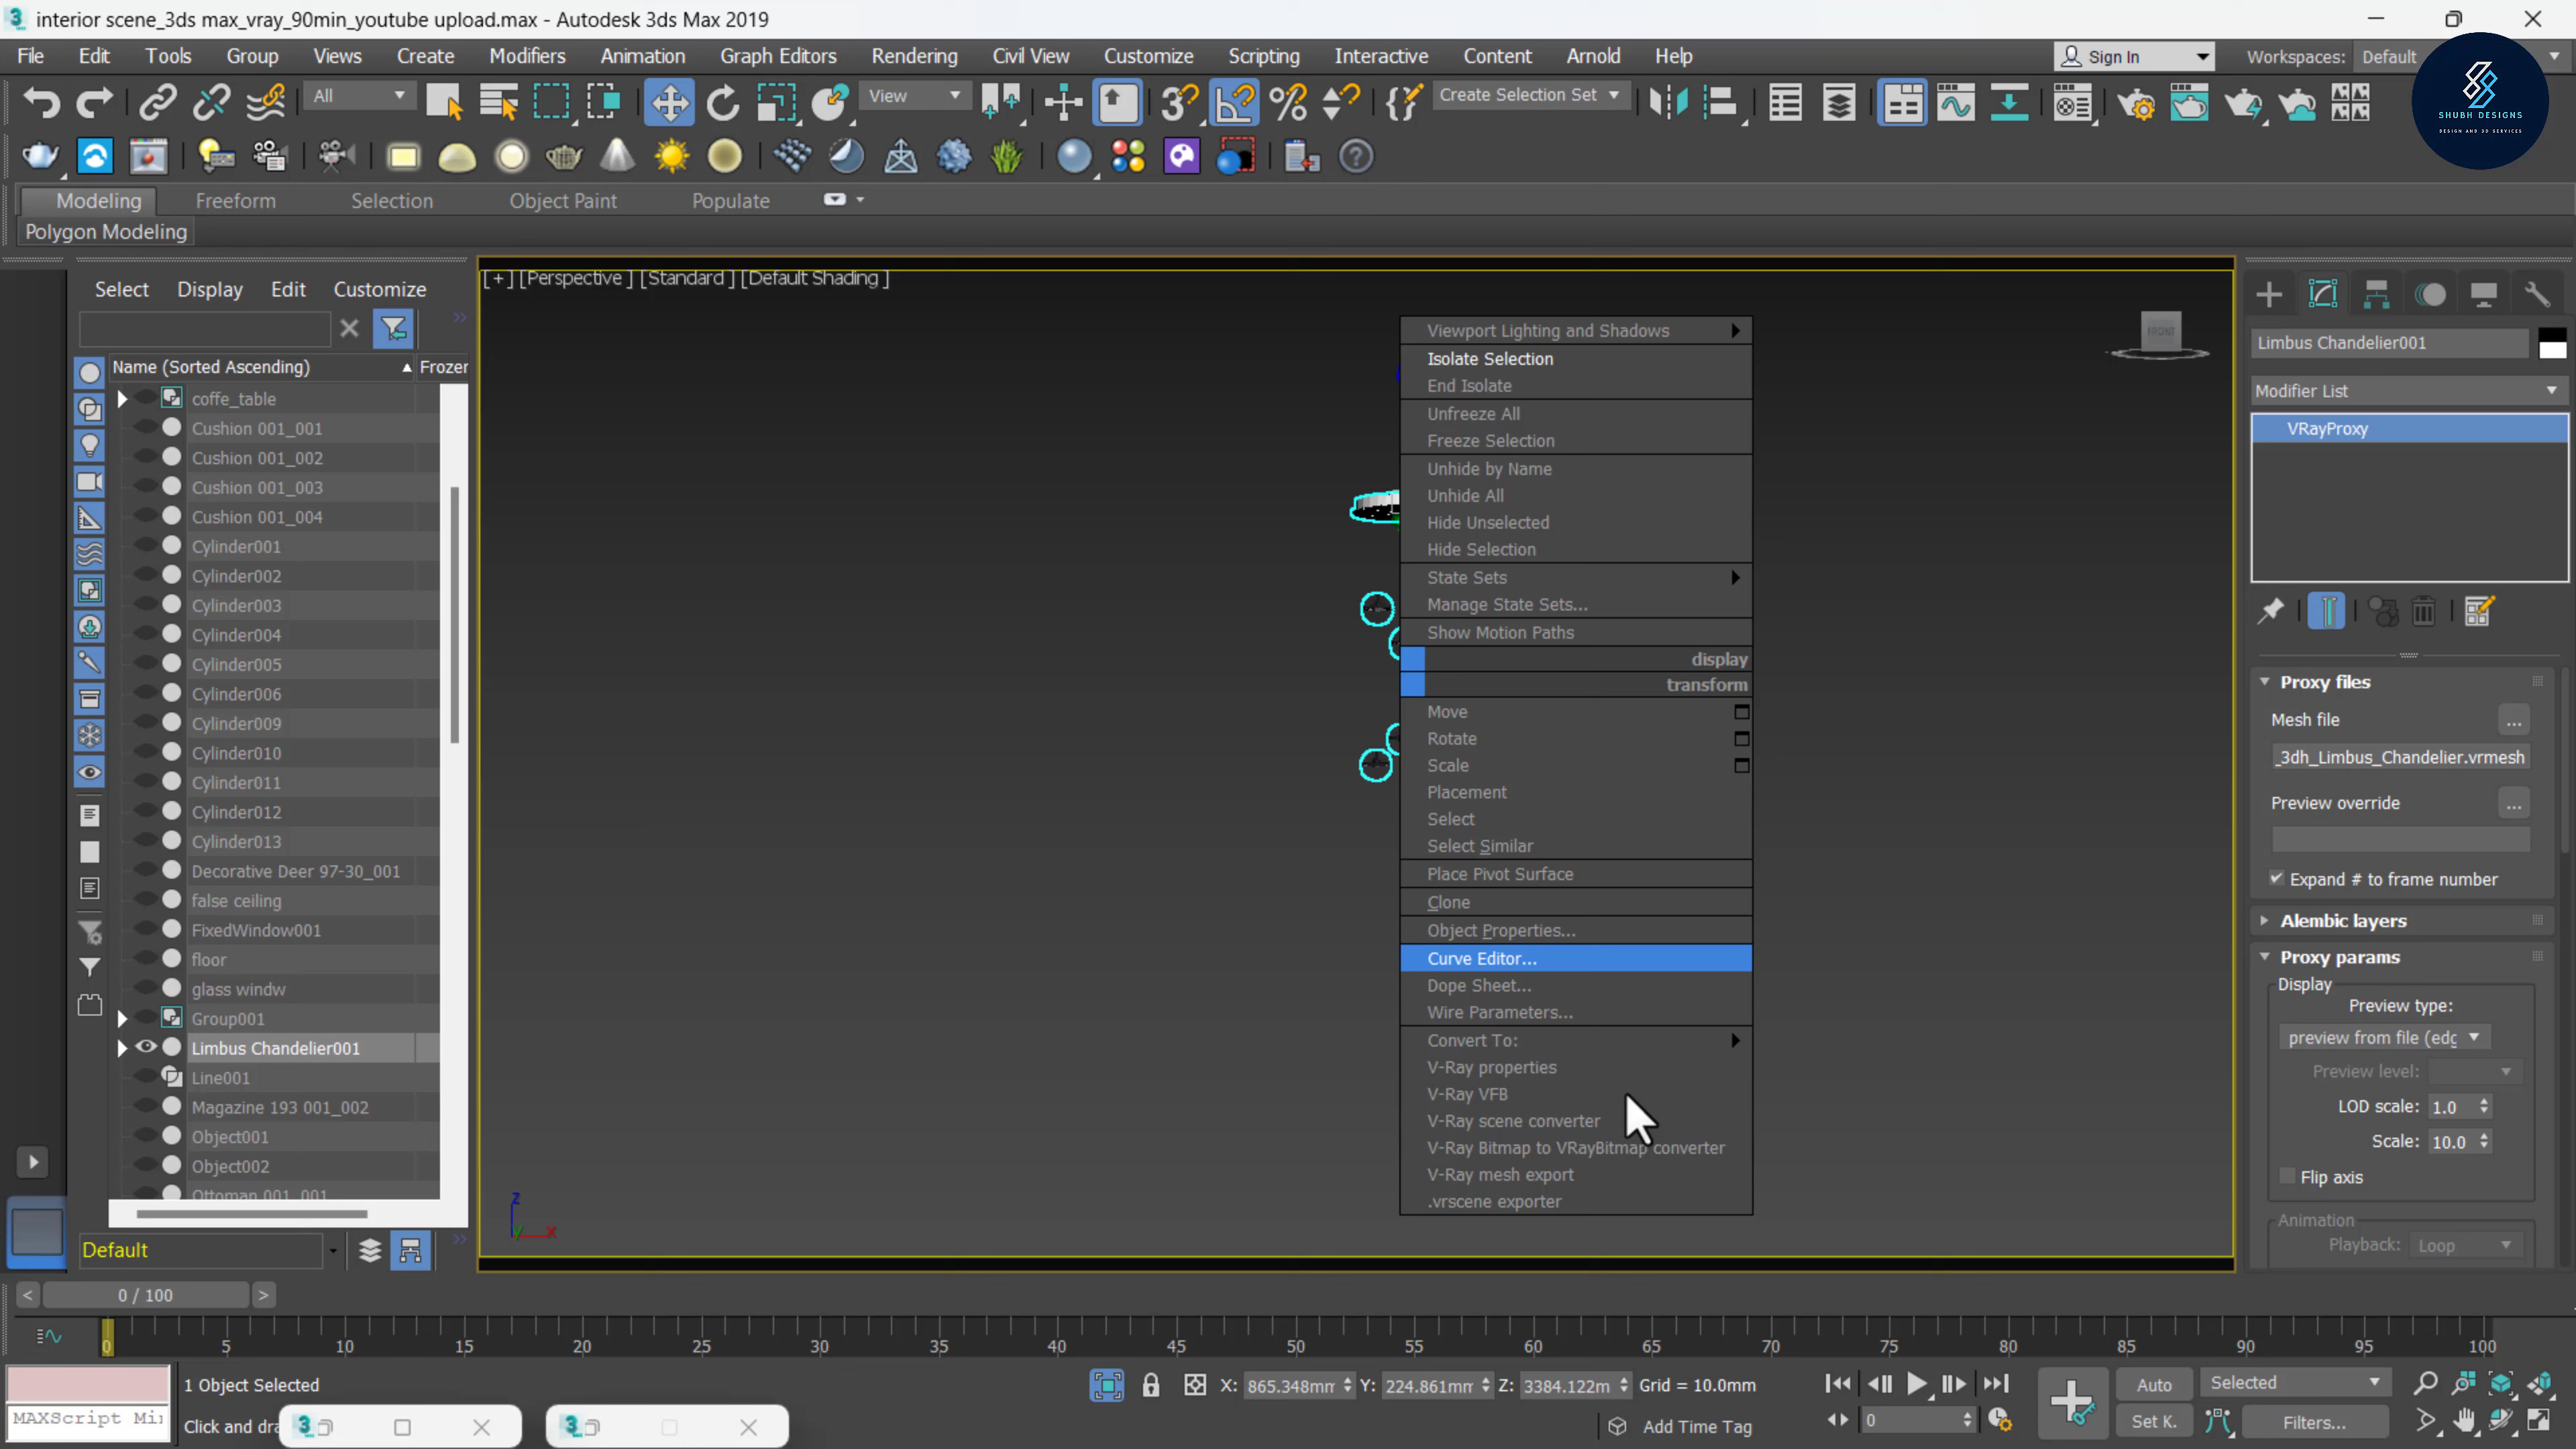 interior scene_3ds max_vray_90min_youtube upload.max - Autodesk 3ds Max 2019
File Edit Tools Group Views Create Modifiers Animation Graph Editors Rendering Civil View Customize Scripting Interactive Content Arnold Help
Sign In Workspaces: Default
All View Create Selection Set
SHUBH DESIGNS
DESIGN AND 3D SERVICES
Modeling Freeform Selection Object Paint Populate
Polygon Modeling
Select Display Edit Customize
Name (Sorted Ascending) Frozer
coffe_table
Cushion 001_001
Cushion 001_002
Cushion 001_003
Cushion 001_004
Cylinder001
Cylinder002
Cylinder003
Cylinder004
Cylinder005
Cylinder006
Cylinder009
Cylinder010
Cylinder011
Cylinder012
Cylinder013
Decorative Deer 97-30_001
false ceiling
FixedWindow001
floor
glass windw
Group001
Limbus Chandelier001
Line001
Magazine 193 001_002
Object001
Object002
Ottoman 001_001
Default
[ + ] [Perspective ] [Standard ] [Default Shading ]
FRONT
z
y x
Viewport Lighting and Shadows
Isolate Selection
End Isolate
Unfreeze All
Freeze Selection
Unhide by Name
Unhide All
Hide Unselected
Hide Selection
State Sets
Manage State Sets...
Show Motion Paths
display
transform
Move
Rotate
Scale
Placement
Select
Select Similar
Place Pivot Surface
Clone
Object Properties...
Curve Editor...
Dope Sheet...
Wire Parameters...
Convert To:
V-Ray properties
V-Ray VFB
V-Ray scene converter
V-Ray Bitmap to VRayBitmap converter
V-Ray mesh export
.vrscene exporter
Limbus Chandelier001
Modifier List
VRayProxy
Proxy files
Mesh file ...
_3dh_Limbus_Chandelier.vrmesh
Preview override ...
Expand # to frame number
Alembic layers
Proxy params
Display
Preview type:
preview from file (edg
Preview level:
LOD scale: 1.0
Scale: 10.0
Flip axis
Animation
Playback: Loop
< 0 / 100 >
0 5 10 15 20 25 30 35 40 45 50 55 60 65 70 75 80 85 90 95 100
1 Object Selected X: 865.348mm Y: 224.861mm Z: 3384.122m Grid = 10.0mm Auto Selected
MAXScript Mi Click and dra Add Time Tag 0 Set K. Filters...